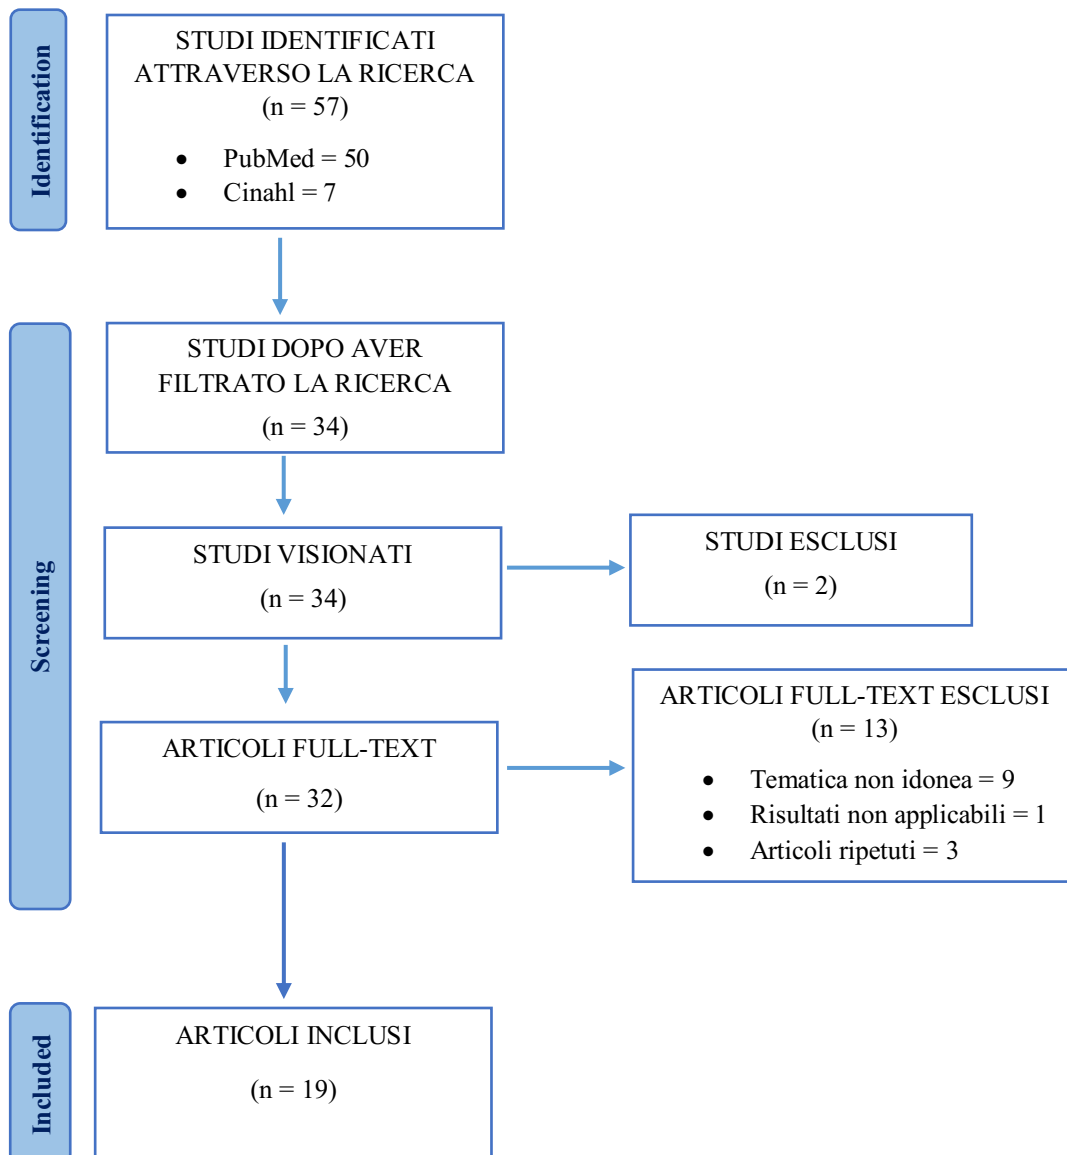 Identification
STUDI IDENTIFICATI
ATTRAVERSO LA RICERCA
(n = 57)
• PubMed = 50
• Cinahl = 7
Screening
STUDI DOPO AVER
FILTRATO LA RICERCA
(n = 34)
STUDI VISIONATI
(n = 34)
STUDI ESCLUSI
(n = 2)
ARTICOLI FULL-TEXT
(n = 32)
ARTICOLI FULL-TEXT ESCLUSI
(n = 13)
• Tematica non idonea = 9
• Risultati non applicabili = 1
• Articoli ripetuti = 3
Included
ARTICOLI INCLUSI
(n = 19)